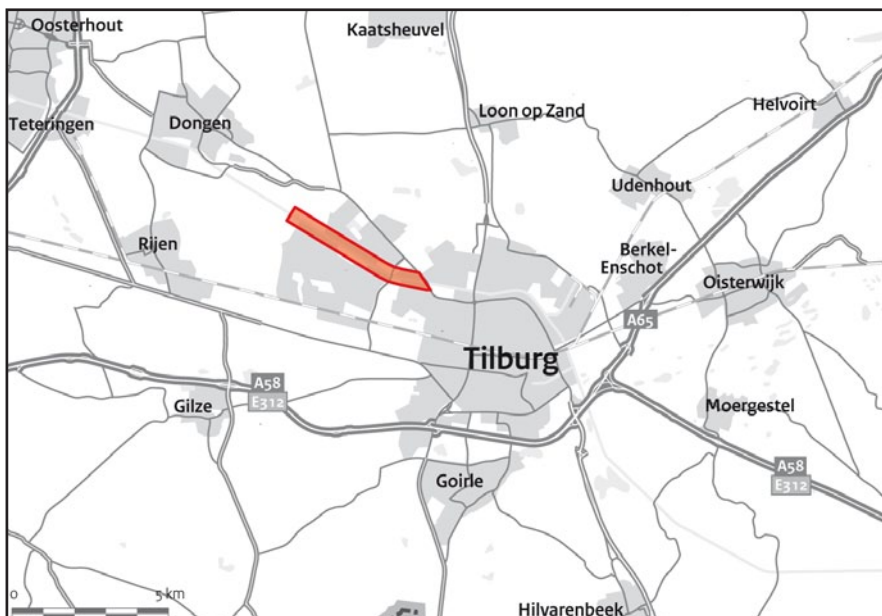 Oosterhout
Kaatsheuvel
Teteringen
Dongen
Loon op Zand
Helvoirt
Udenhout
Rijen
Berkel-
Enschot
Oisterwijk
A65
Tilburg
A58
E312
Gilze
Moergestel
A58
E312
Goirle
0
5 km
Hilvarenbeek